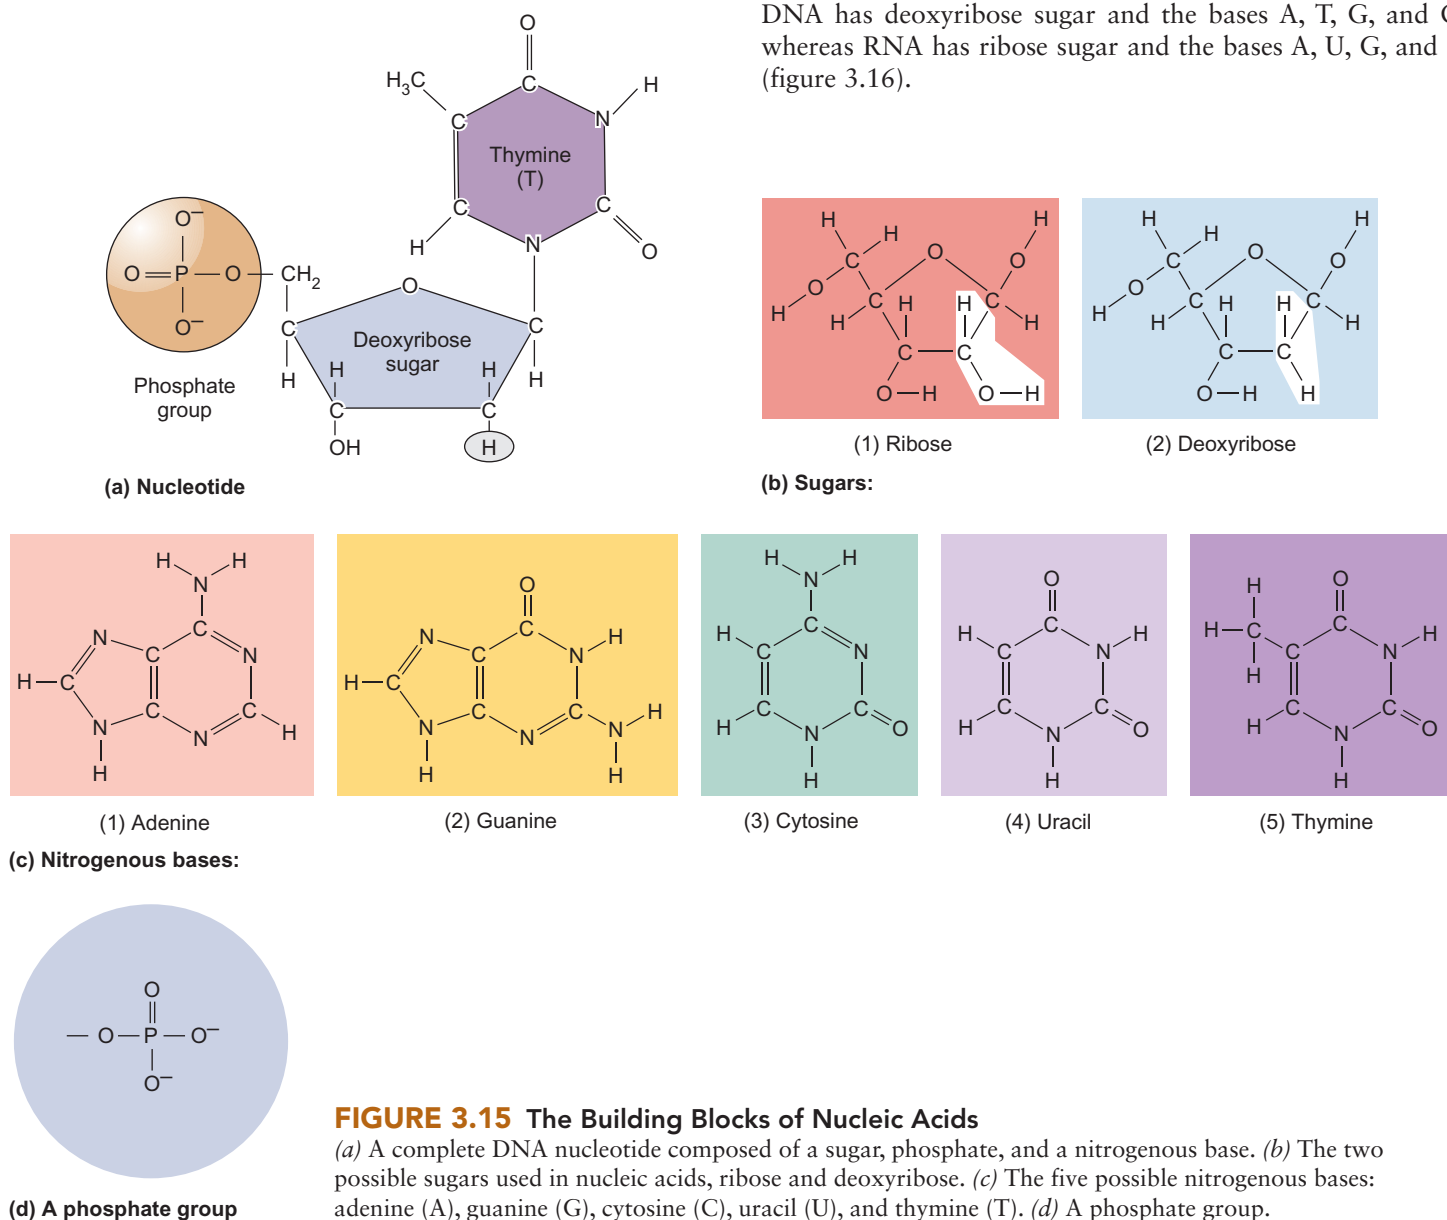 DNA has deoxyribose sugar and the bases A, T, G, and
whereas RNA has ribose sugar and the bases A, U, G, and
(figure 3.16).
O
H3C
C
H
C
N
Thymine
(T)
C
C
H
N
O
O–
O=P—O—CH2
O–
Phosphate
group
O
C
C
Deoxyribose
sugar
H
H
H
H
C
C
OH
H
(a) Nucleotide
H
H
H
C
O
O
O
H
C
H
H
H
C
H
C
C
O—H
O—H
(1) Ribose
H
H
H
C
O
O
O
H
C
H
H
H
C
H
C
C
O—H
H
(2) Deoxyribose
(b) Sugars:
H
H
N
N
C
C
N
H
C
N
C
N
C
H
H
(1) Adenine
O
N
C
H
C
N
H
C
N
C
N
C
N
H
H
H
(2) Guanine
H
H
N
H
C
C
N
H
C
N
C
O
H
(3) Cytosine
O
H
C
H
C
N
H
C
N
C
O
H
(4) Uracil
H
O
H
C
C
H
H
C
N
H
C
N
C
O
H
(5) Thymine
(c) Nitrogenous bases:
O
— O—P—O–
O–
(d) A phosphate group
FIGURE 3.15 The Building Blocks of Nucleic Acids
(a) A complete DNA nucleotide composed of a sugar, phosphate, and a nitrogenous base. (b) The two
possible sugars used in nucleic acids, ribose and deoxyribose. (c) The five possible nitrogenous bases:
adenine (A), guanine (G), cytosine (C), uracil (U), and thymine (T). (d) A phosphate group.